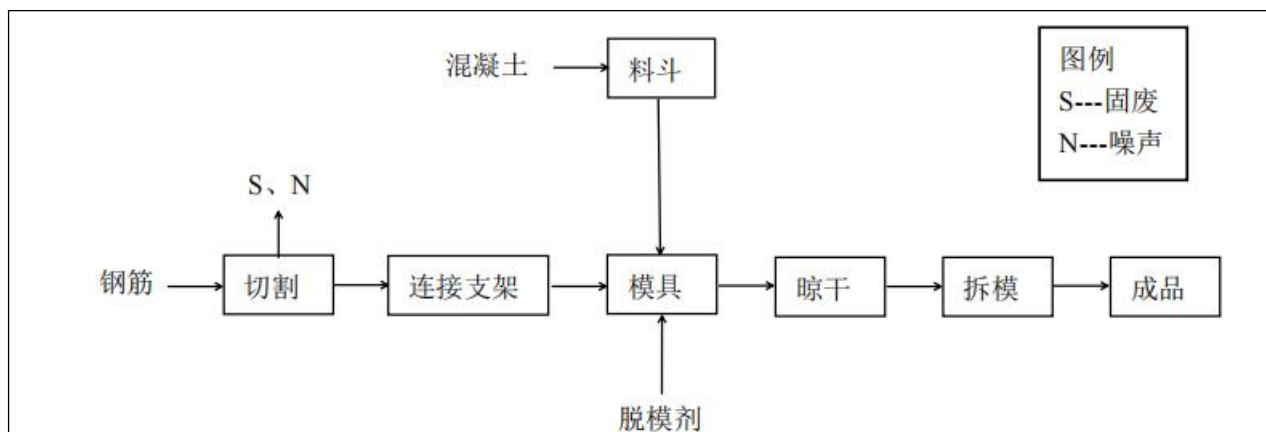 混凝土
料斗
图例
S---固废
N---噪声
S、N
钢筋
切割
连接支架
模具
晾干
拆模
成品
脱模剂